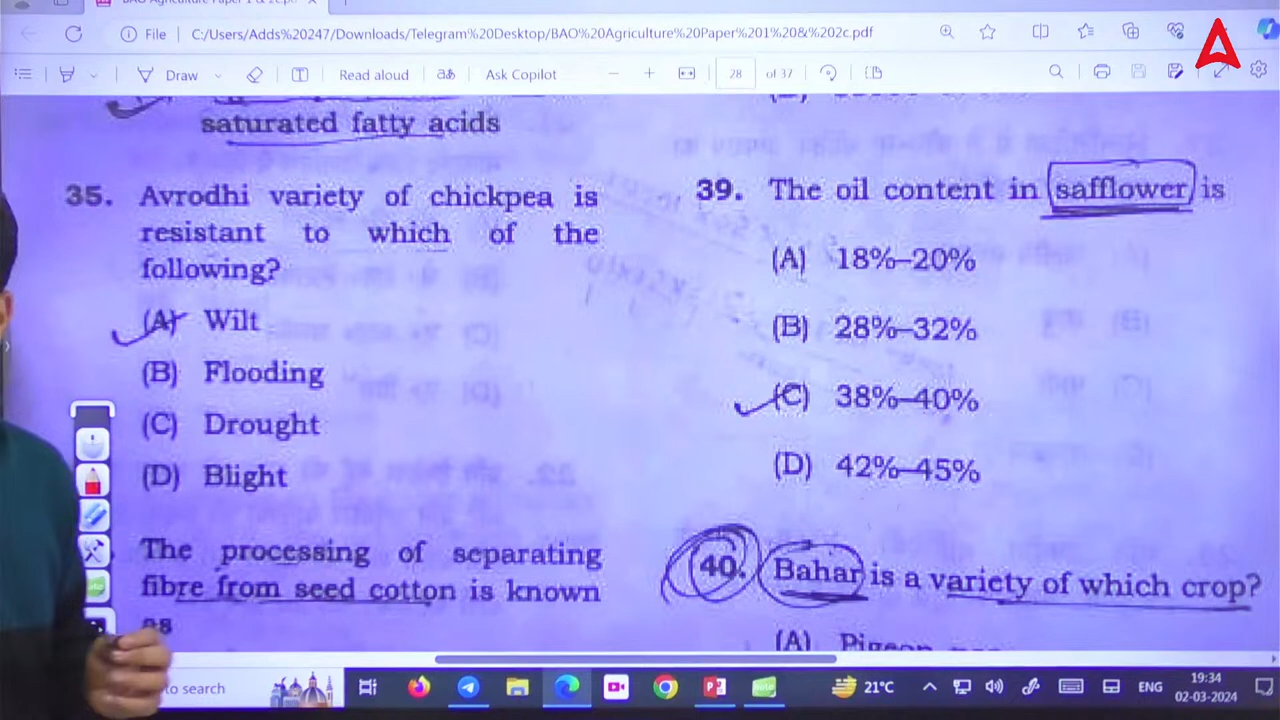 File
C:/Users/Adds%20247/Downloads/Telegram%20Desktop/BAO%20Agriculture%20Paper%201%20&%202c.pdf
Draw
Read aloud
Ask Copilot
28 of 37
saturated fatty acids
35. Avrodhi variety of chickpea is
resistant to which of the
following?
(A) Wilt
(B) Flooding
(C) Drought
(D) Blight
The processing of separating
fibre from seed cotton is known
as
39. The oil content in safflower is
(A) 18%–20%
(B) 28%–32%
(C) 38%–40%
(D) 42%–45%
40. Bahar is a variety of which crop?
(A) Pigeon
to search
21°C
ENG
19:34
02-03-2024